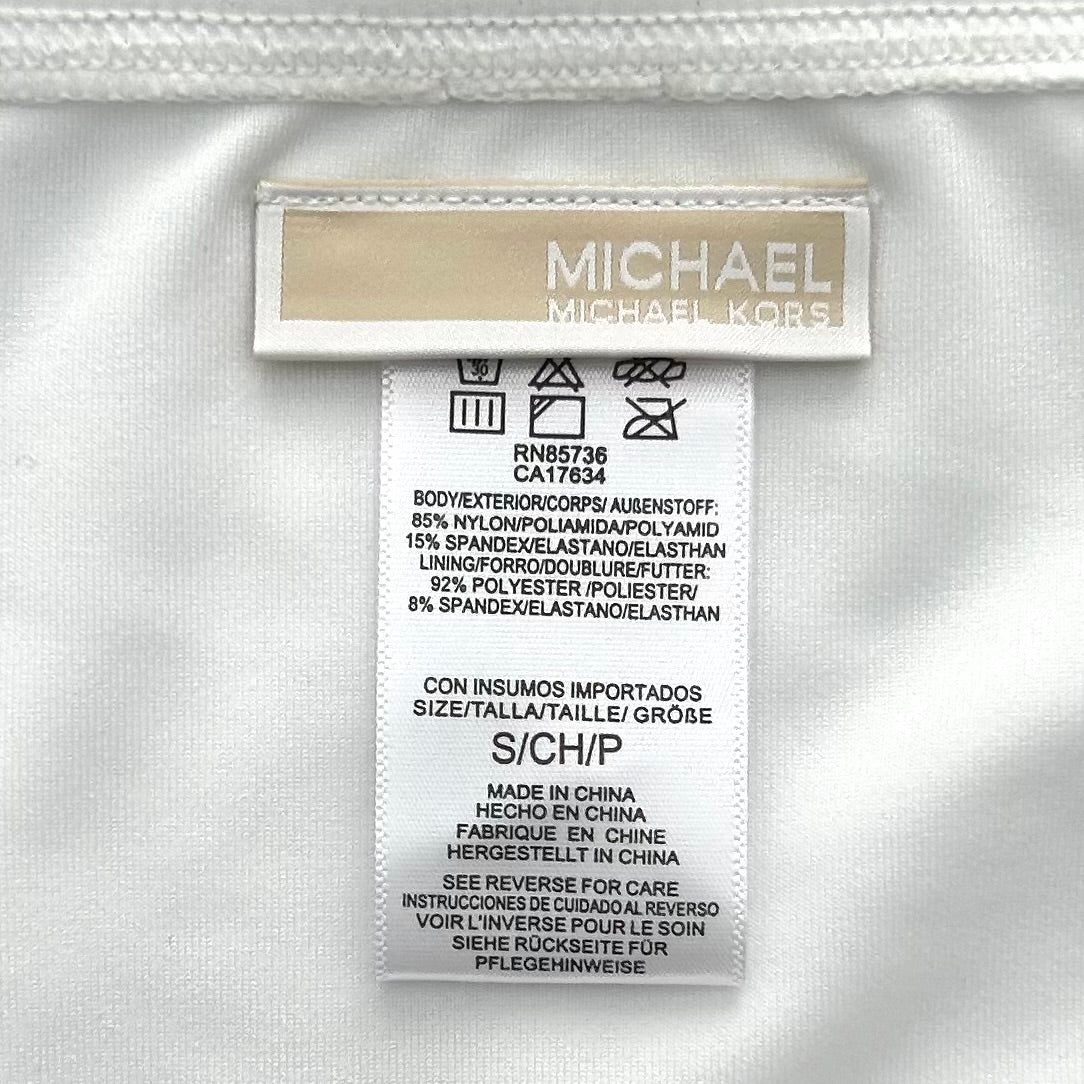 MICHAEL
MICHAEL KORS
30
RN85736
CA17634
BODY/EXTERIOR/CORPS/ AUßENSTOFF:
85% NYLON/POLIAMIDA/POLYAMID
15% SPANDEX/ELASTANO/ELASTHAN
LINING/FORRO/DOUBLURE/FUTTER:
92% POLYESTER /POLIESTER/
8% SPANDEX/ELASTANO/ELASTHAN
CON INSUMOS IMPORTADOS
SIZE/TALLA/TAILLE/ GRÖßE
S/CH/P
MADE IN CHINA
HECHO EN CHINA
FABRIQUE EN CHINE
HERGESTELLT IN CHINA
SEE REVERSE FOR CARE
INSTRUCCIONES DE CUIDADO AL REVERSO
VOIR L'INVERSE POUR LE SOIN
SIEHE RÜCKSEITE FÜR
PFLEGEHINWEISE